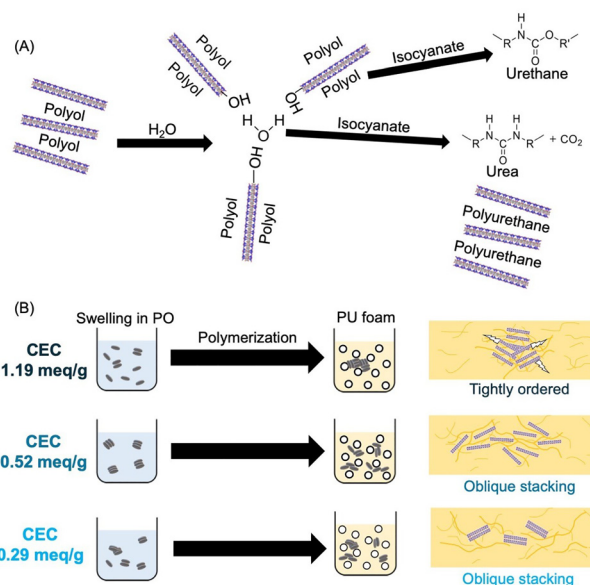 (A)
Polyol
Polyol
H₂O
Polyol
Polyol
OH
Polyol
Polyol
OH
H H
O
OH
Polyol
Polyol
Isocyanate
H
R N C O R'
O
Urethane
Isocyanate
H H
R N C N R
O
+ CO₂
Urea
Polyurethane
Polyurethane
(B)
Swelling in PO
Polymerization
PU foam
CEC
1.19 meq/g
Tightly ordered
CEC
0.52 meq/g
Oblique stacking
CEC
0.29 meq/g
Oblique stacking